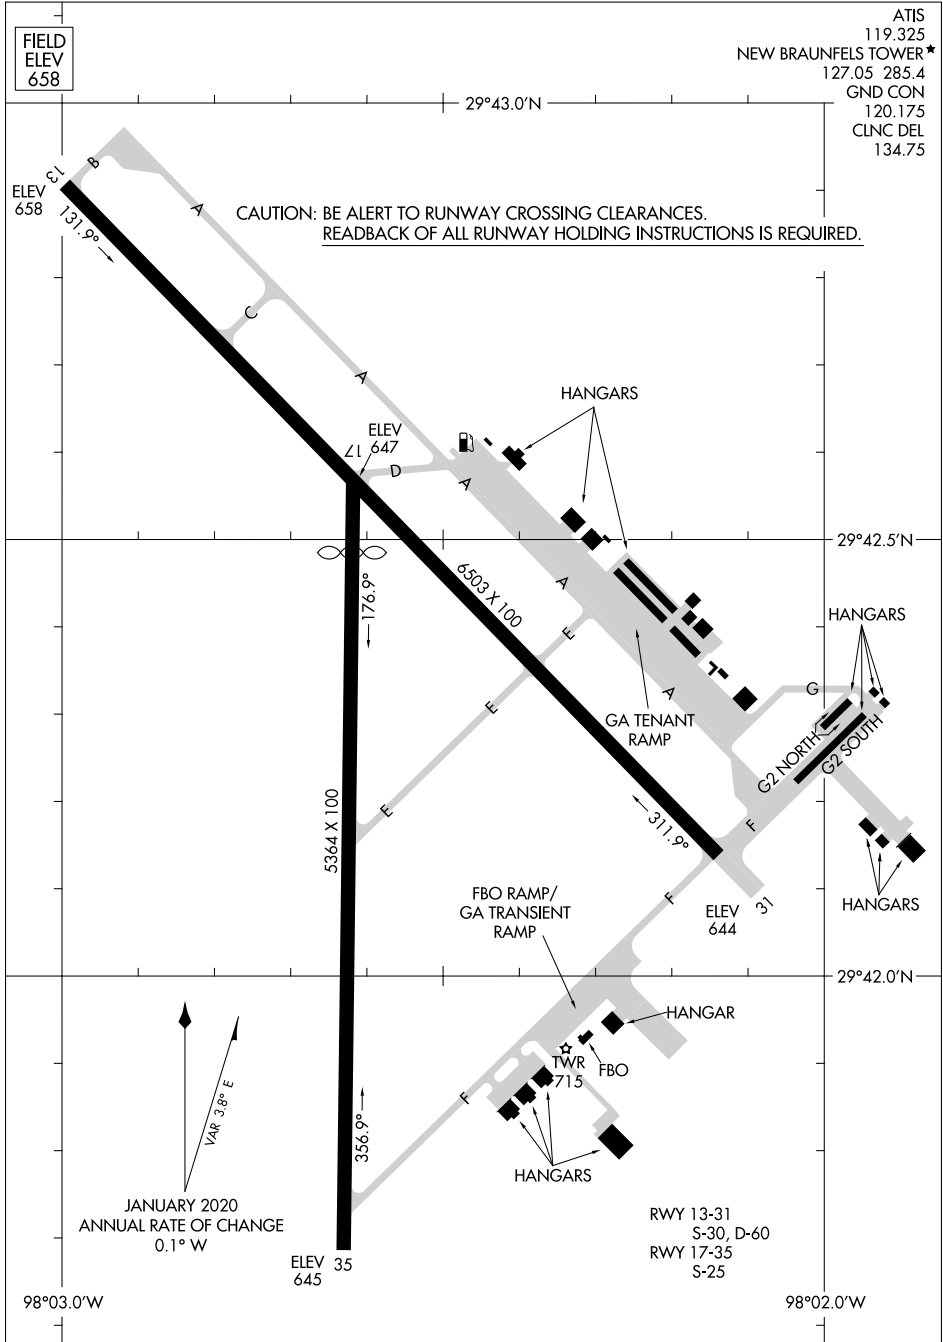 FIELD
ELEV
658
ATIS
119.325
NEW BRAUNFELS TOWER★
127.05 285.4
GND CON
120.175
CLNC DEL
134.75
29°43.0'N
13
B
ELEV
658
131.9°
A
CAUTION: BE ALERT TO RUNWAY CROSSING CLEARANCES.
READBACK OF ALL RUNWAY HOLDING INSTRUCTIONS IS REQUIRED.
C
A
HANGARS
ELEV
647
17
D
A
29°42.5'N
176.9°
6503 X 100
A
E
HANGARS
A
G
E
GA TENANT
RAMP
G2 NORTH
G2 SOUTH
5364 X 100
E
311.9°
F
HANGARS
FBO RAMP/
GA TRANSIENT
RAMP
F
ELEV
644
31
29°42.0'N
HANGAR
TWR
715
FBO
VAR 3.8° E
356.9°
F
HANGARS
JANUARY 2020
ANNUAL RATE OF CHANGE
0.1° W
RWY 13-31
S-30, D-60
RWY 17-35
S-25
ELEV
645
35
98°03.0'W
98°02.0'W